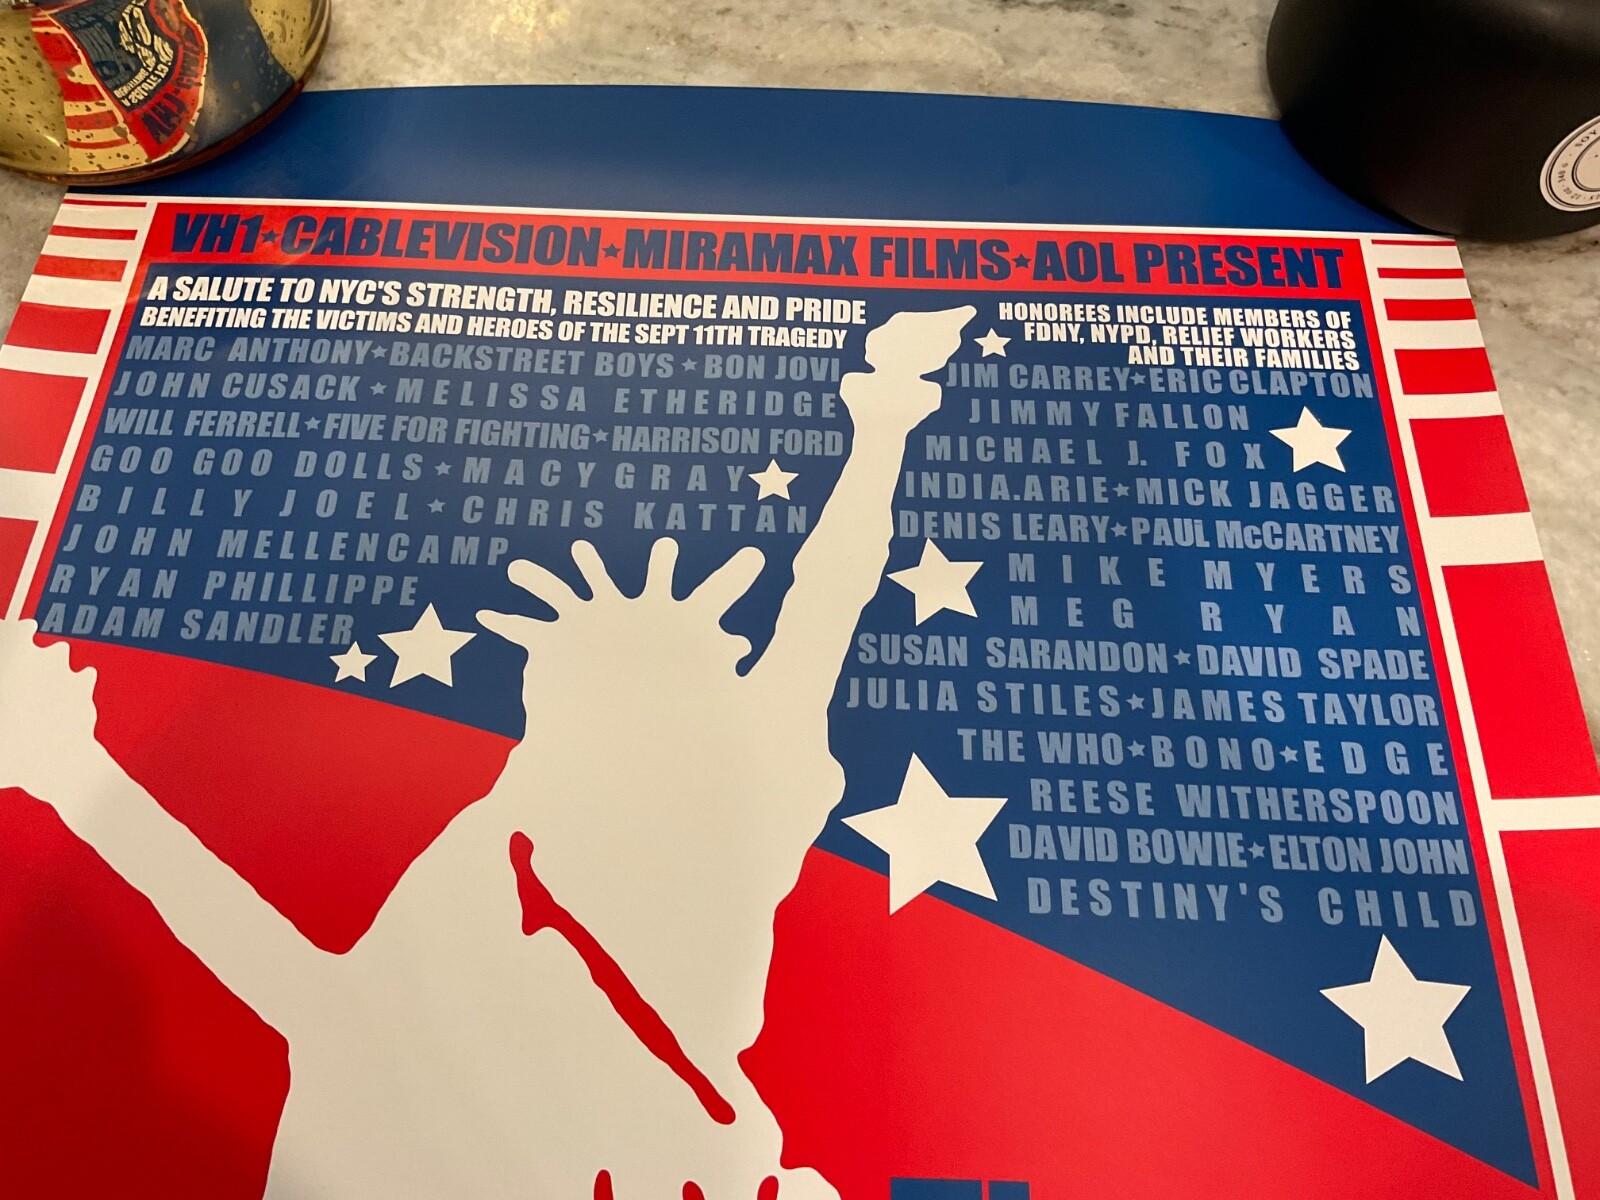 VH1★CABLEVISION★MIRAMAX FILMS★AOL PRESENT
A SALUTE TO NYC'S STRENGTH, RESILIENCE AND PRIDE
BENEFITING THE VICTIMS AND HEROES OF THE SEPT 11TH TRAGEDY
MARC ANTHONY★BACKSTREET BOYS★BON JOVI
JOHN CUSACK★MELISSA ETHERIDGE
WILL FERRELL★FIVE FOR FIGHTING★HARRISON FORD
GOO GOO DOLLS★MACY GRAY
BILLY JOEL★CHRIS KATTAN
JOHN MELLENCAMP
RYAN PHILLIPPE
ADAM SANDLER
HONOREES INCLUDE MEMBERS OF
FDNY, NYPD, RELIEF WORKERS
AND THEIR FAMILIES
JIM CARREY★ERIC CLAPTON
JIMMY FALLON
MICHAEL J. FOX
INDIA.ARIE★MICK JAGGER
DENIS LEARY★PAUL McCARTNEY
MIKE MYERS
MEG RYAN
SUSAN SARANDON★DAVID SPADE
JULIA STILES★JAMES TAYLOR
THE WHO★BONO★EDGE
REESE WITHERSPOON
DAVID BOWIE★ELTON JOHN
DESTINY'S CHILD